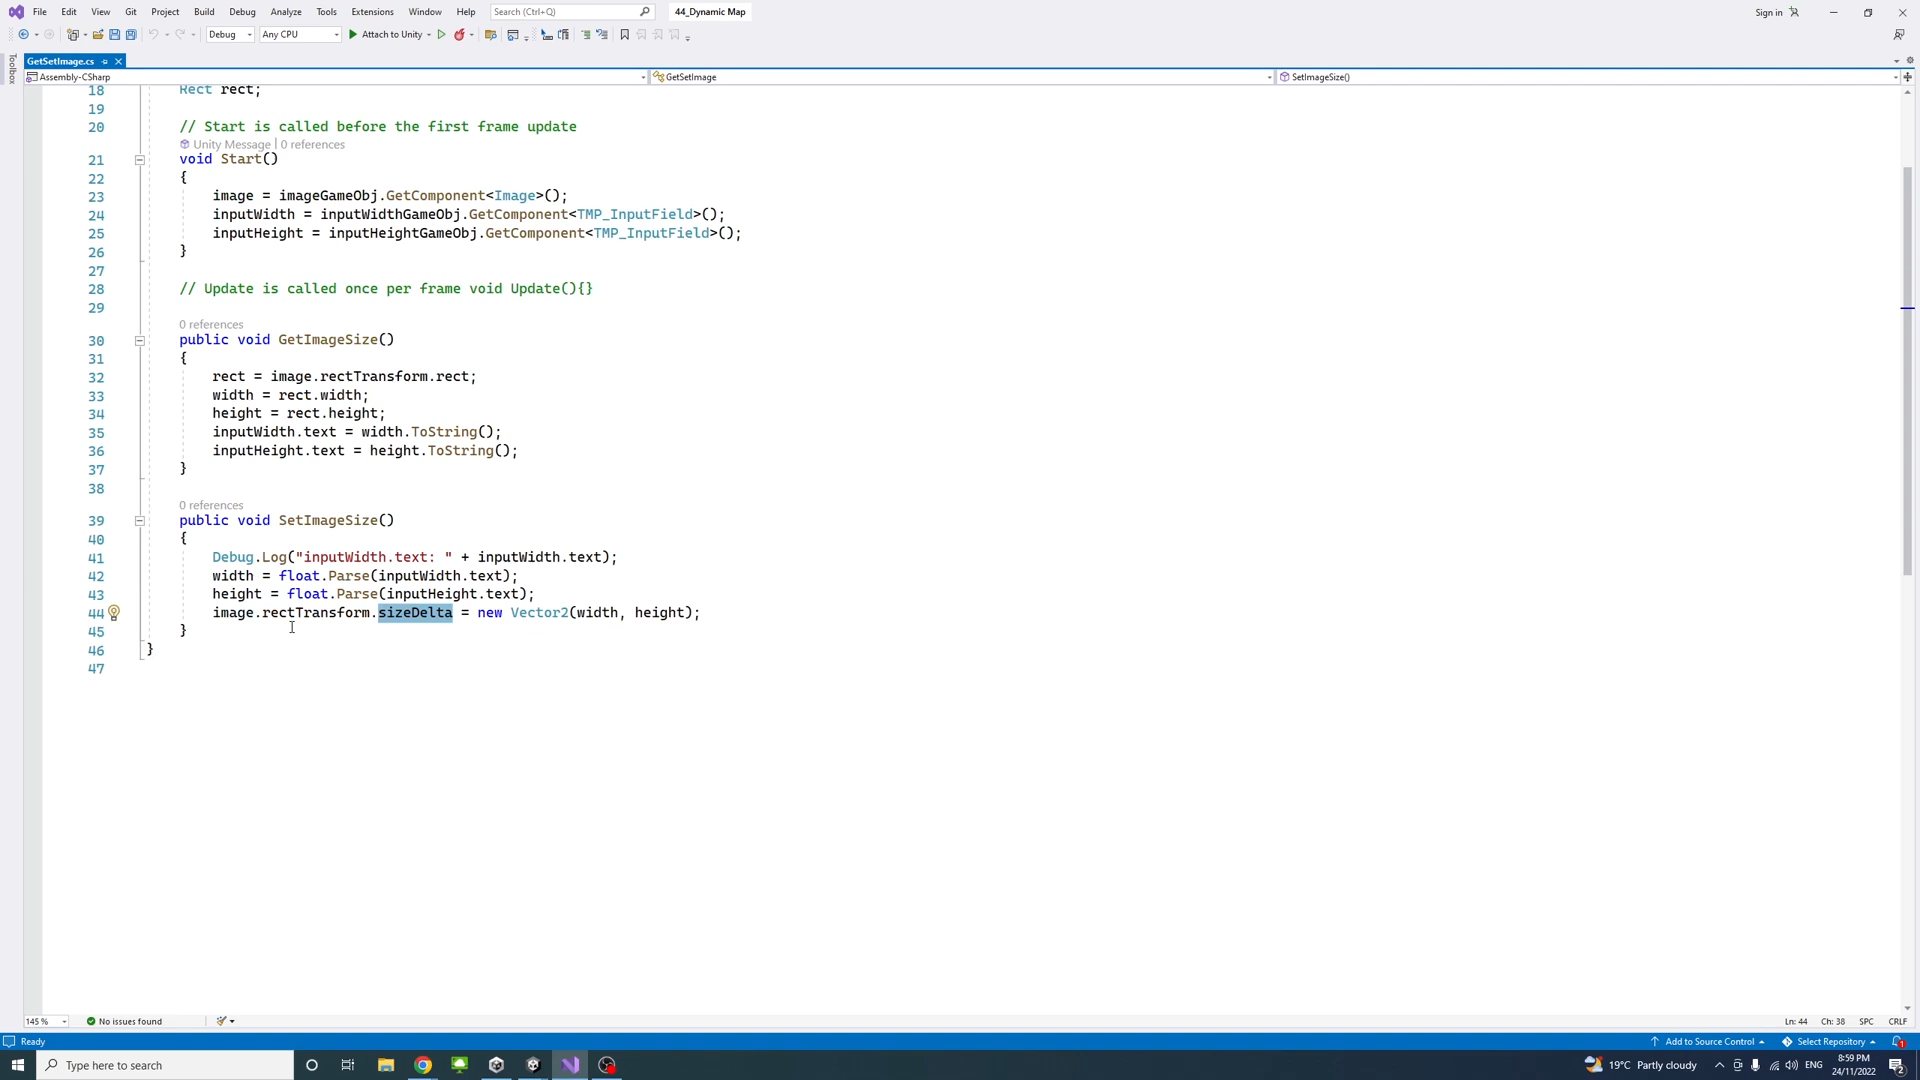 File Edit View Git Project Build Debug Analyze Tools Extensions Window Help Search (Ctrl+Q) 44_Dynamic Map Sign in
Debug Any CPU Attach to Unity
Toolbox
GetSetImage.cs
Assembly-CSharp GetSetImage SetImageSize()
18 Rect rect;
19
20 // Start is called before the first frame update
Unity Message | 0 references
21 void Start()
22 {
23 image = imageGameObj.GetComponent<Image>();
24 inputWidth = inputWidthGameObj.GetComponent<TMP_InputField>();
25 inputHeight = inputHeightGameObj.GetComponent<TMP_InputField>();
26 }
27
28 // Update is called once per frame void Update(){}
29
0 references
30 public void GetImageSize()
31 {
32 rect = image.rectTransform.rect;
33 width = rect.width;
34 height = rect.height;
35 inputWidth.text = width.ToString();
36 inputHeight.text = height.ToString();
37 }
38
0 references
39 public void SetImageSize()
40 {
41 Debug.Log("inputWidth.text: " + inputWidth.text);
42 width = float.Parse(inputWidth.text);
43 height = float.Parse(inputHeight.text);
44 image.rectTransform.sizeDelta = new Vector2(width, height);
45 }
46 }
47
145 % No issues found Ln: 44 Ch: 38 SPC CRLF
Ready Add to Source Control Select Repository 1
Type here to search 19°C Partly cloudy ENG 8:59 PM
24/11/2022 2